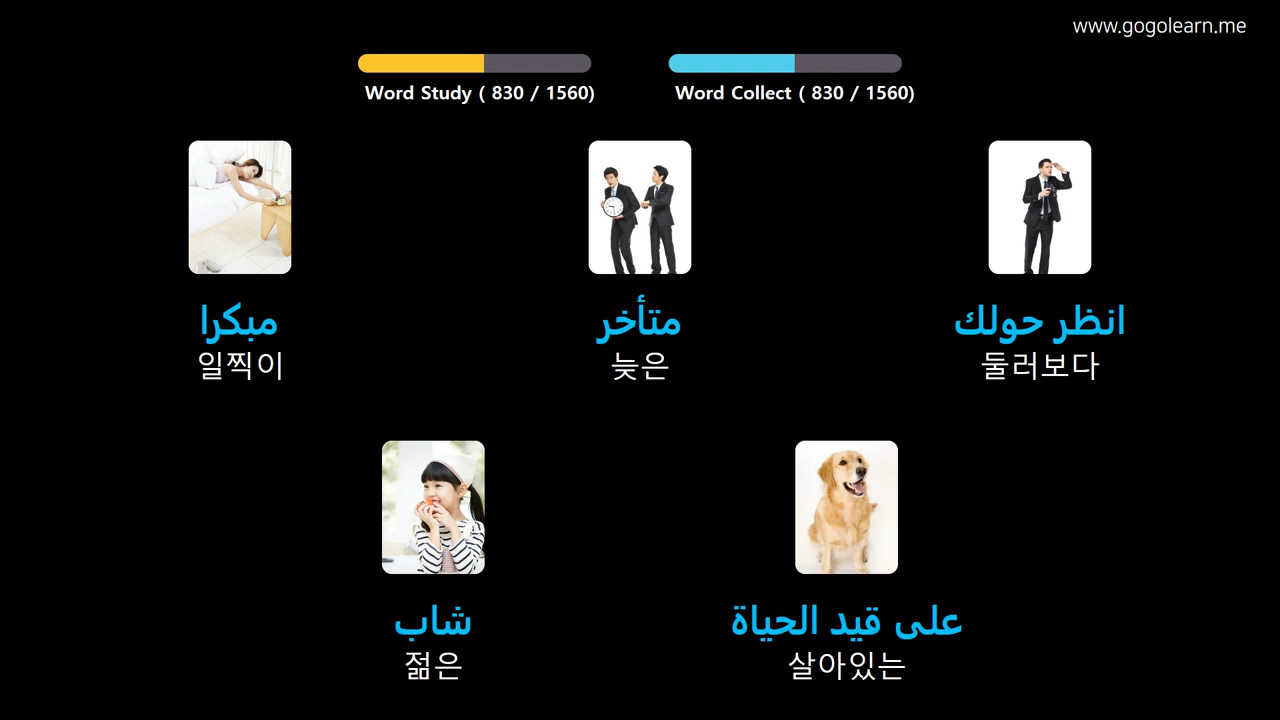 www.gogolearn.me
Word Study ( 830 / 1560)
Word Collect ( 830 / 1560)
مبكرا
일찍이
متأخر
늦은
انظر حولك
둘러보다
شاب
젊은
على قيد الحياة
살아있는